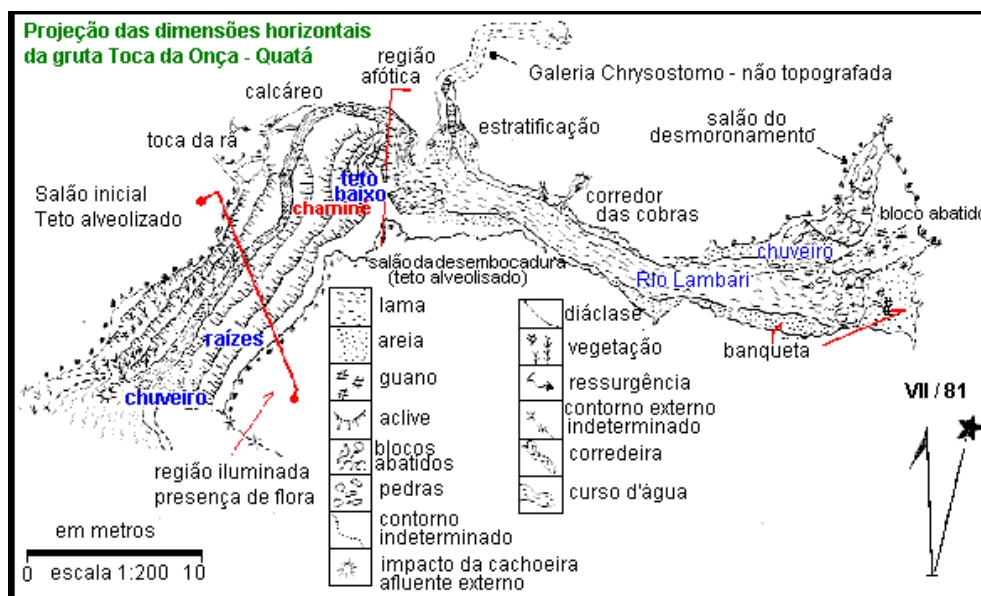 Projeção das dimensões horizontais
da gruta Toca da Onça - Quatá
região
afótica
Galeria Chrysostomo - não topografada
calcáreo
salão do
desmoronamento
estratificação
toca da rã
Salão inicial
Teto alveolizado
teto
baixo
chaminé
corredor
das cobras
bloco abatido
chuveiro
salão da desembocadura
(teto alveolisado)
Rio Lambari
raízes
chuveiro
banqueta
região iluminada
presença de flora
lama
areia
guano
aclive
blocos
abatidos
pedras
contorno
indeterminado
impacto da cachoeira
afluente externo
diáclase
vegetação
ressurgência
contorno externo
indeterminado
corredeira
curso d'água
VII / 81
em metros
0 escala 1:200 10